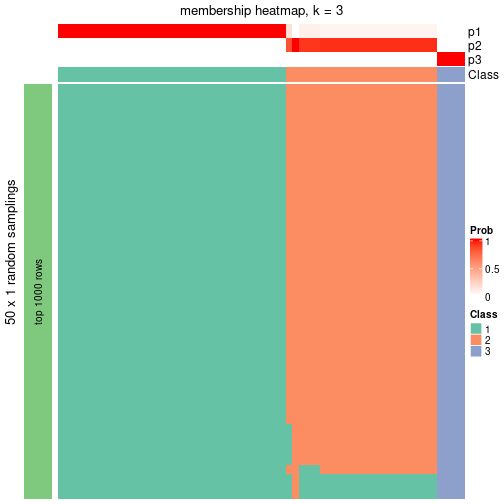 membership heatmap, k = 3
p1
p2
p3
Class
50 x 1 random samplings
top 1000 rows
Prob
1
0.5
0
Class
1
2
3